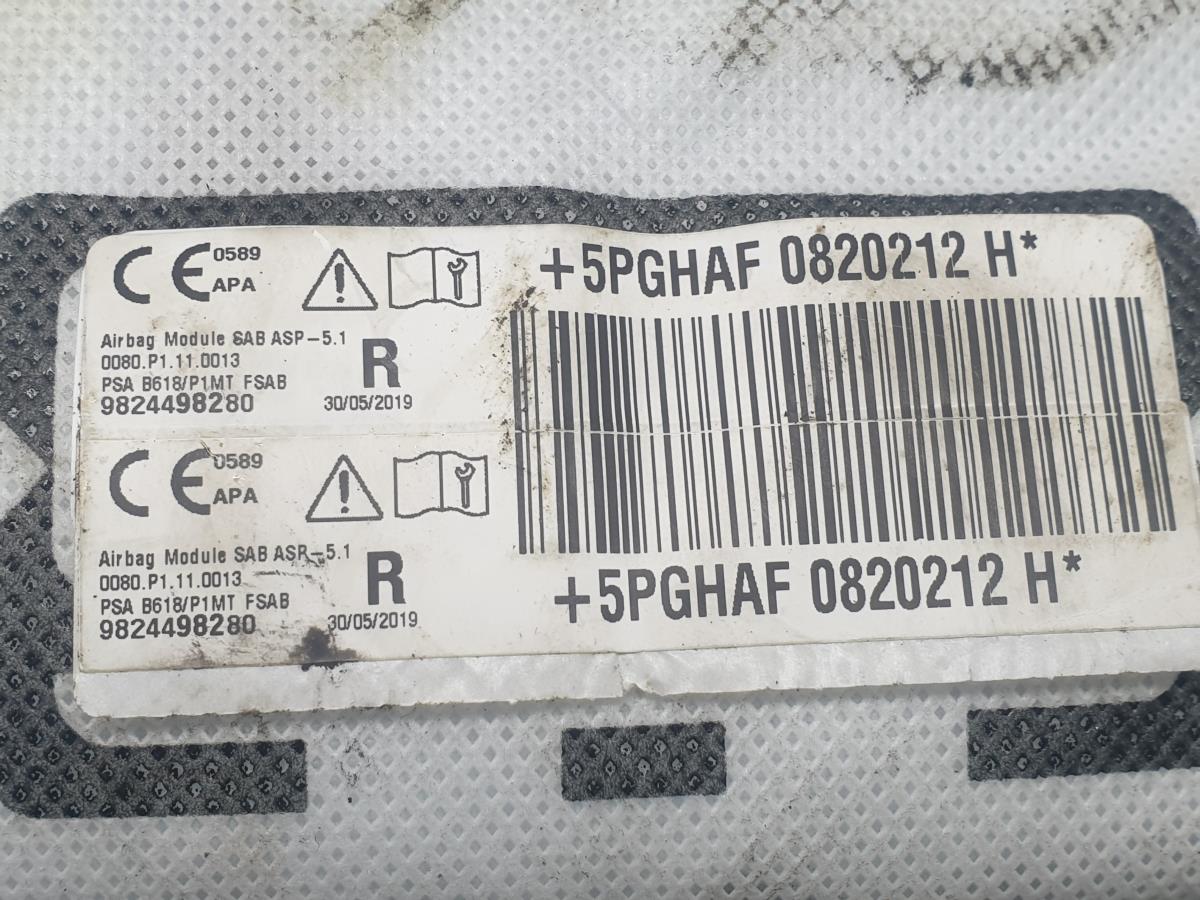 CE 0589
APA
Airbag Module SAB ASP-5.1
0080.P1.11.0013
PSA B618/P1MT FSAB
9824498280
R
30/05/2019
+5PGHAF 0820212 H*
CE 0589
APA
Airbag Module SAB ASP-5.1
0080.P1.11.0013
PSA B618/P1MT FSAB
9824498280
R
30/05/2019
+5PGHAF 0820212 H*